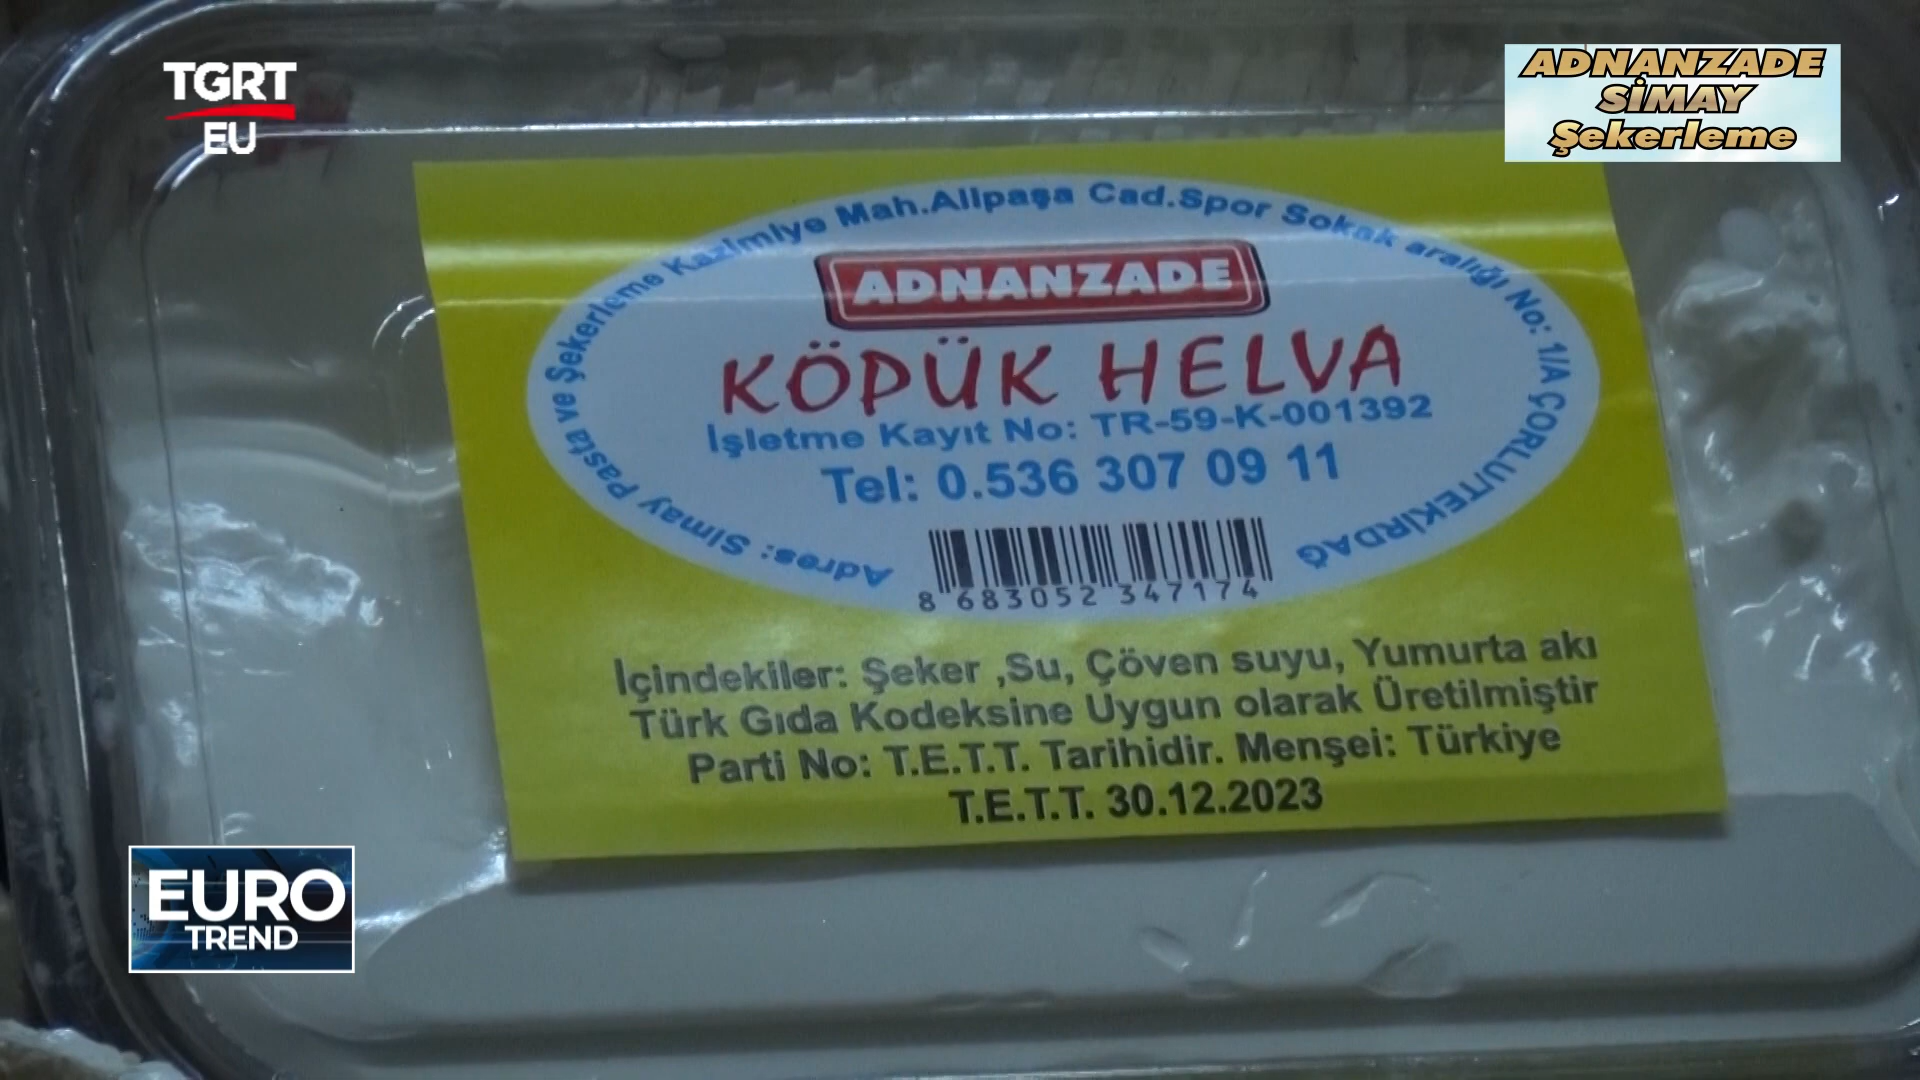 TGRT
EU
ADNANZADE
SİMAY
Şekerleme
Adres: Simay Pasta ve Şekerleme Kazimiye Mah.Alipaşa Cad.Spor Sokak aralığı No: 1/A ÇORLU/TEKİRDAĞ
ADNANZADE
KÖPÜK HELVA
İşletme Kayıt No: TR-59-K-001392
Tel: 0.536 307 09 11
8 683052 347174
İçindekiler: Şeker ,Su, Çöven suyu, Yumurta akı
Türk Gıda Kodeksine Uygun olarak Üretilmiştir
Parti No: T.E.T.T. Tarihidir. Menşei: Türkiye
T.E.T.T. 30.12.2023
EURO
TREND